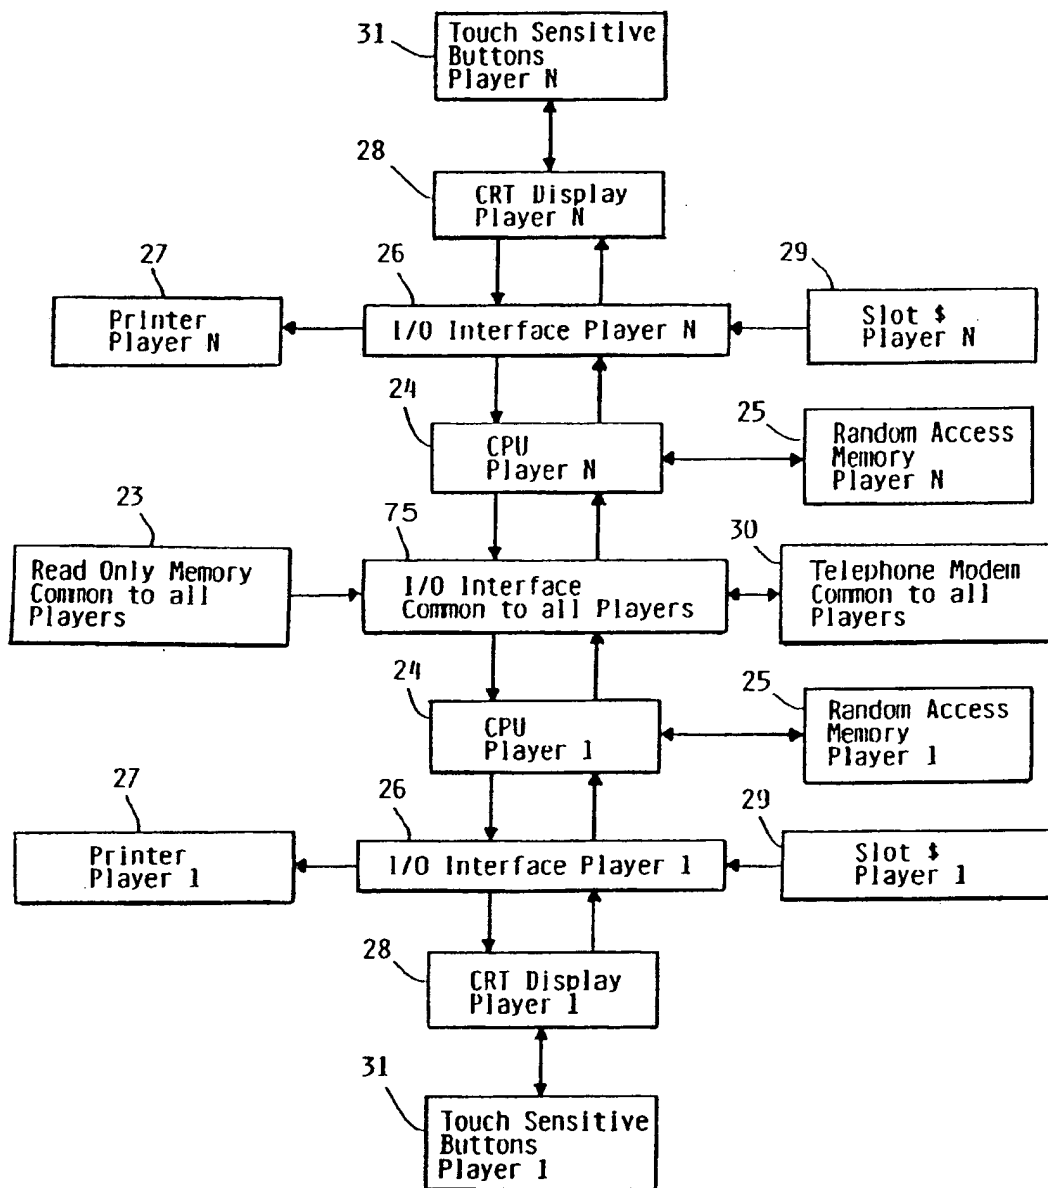 31
Touch Sensitive
Buttons
Player N
28
CRT Display
Player N
27
26
29
Printer
Player N
I/O Interface Player N
Slot $
Player N
24
25
CPU
Player N
Random Access
Memory
Player N
23
75
30
Read Only Memory
Common to all
Players
I/O Interface
Common to all Players
Telephone Modem
Common to all
Players
24
25
CPU
Player 1
Random Access
Memory
Player 1
27
26
29
Printer
Player 1
I/O Interface Player 1
Slot $
Player 1
28
CRT Display
Player 1
31
Touch Sensitive
Buttons
Player 1